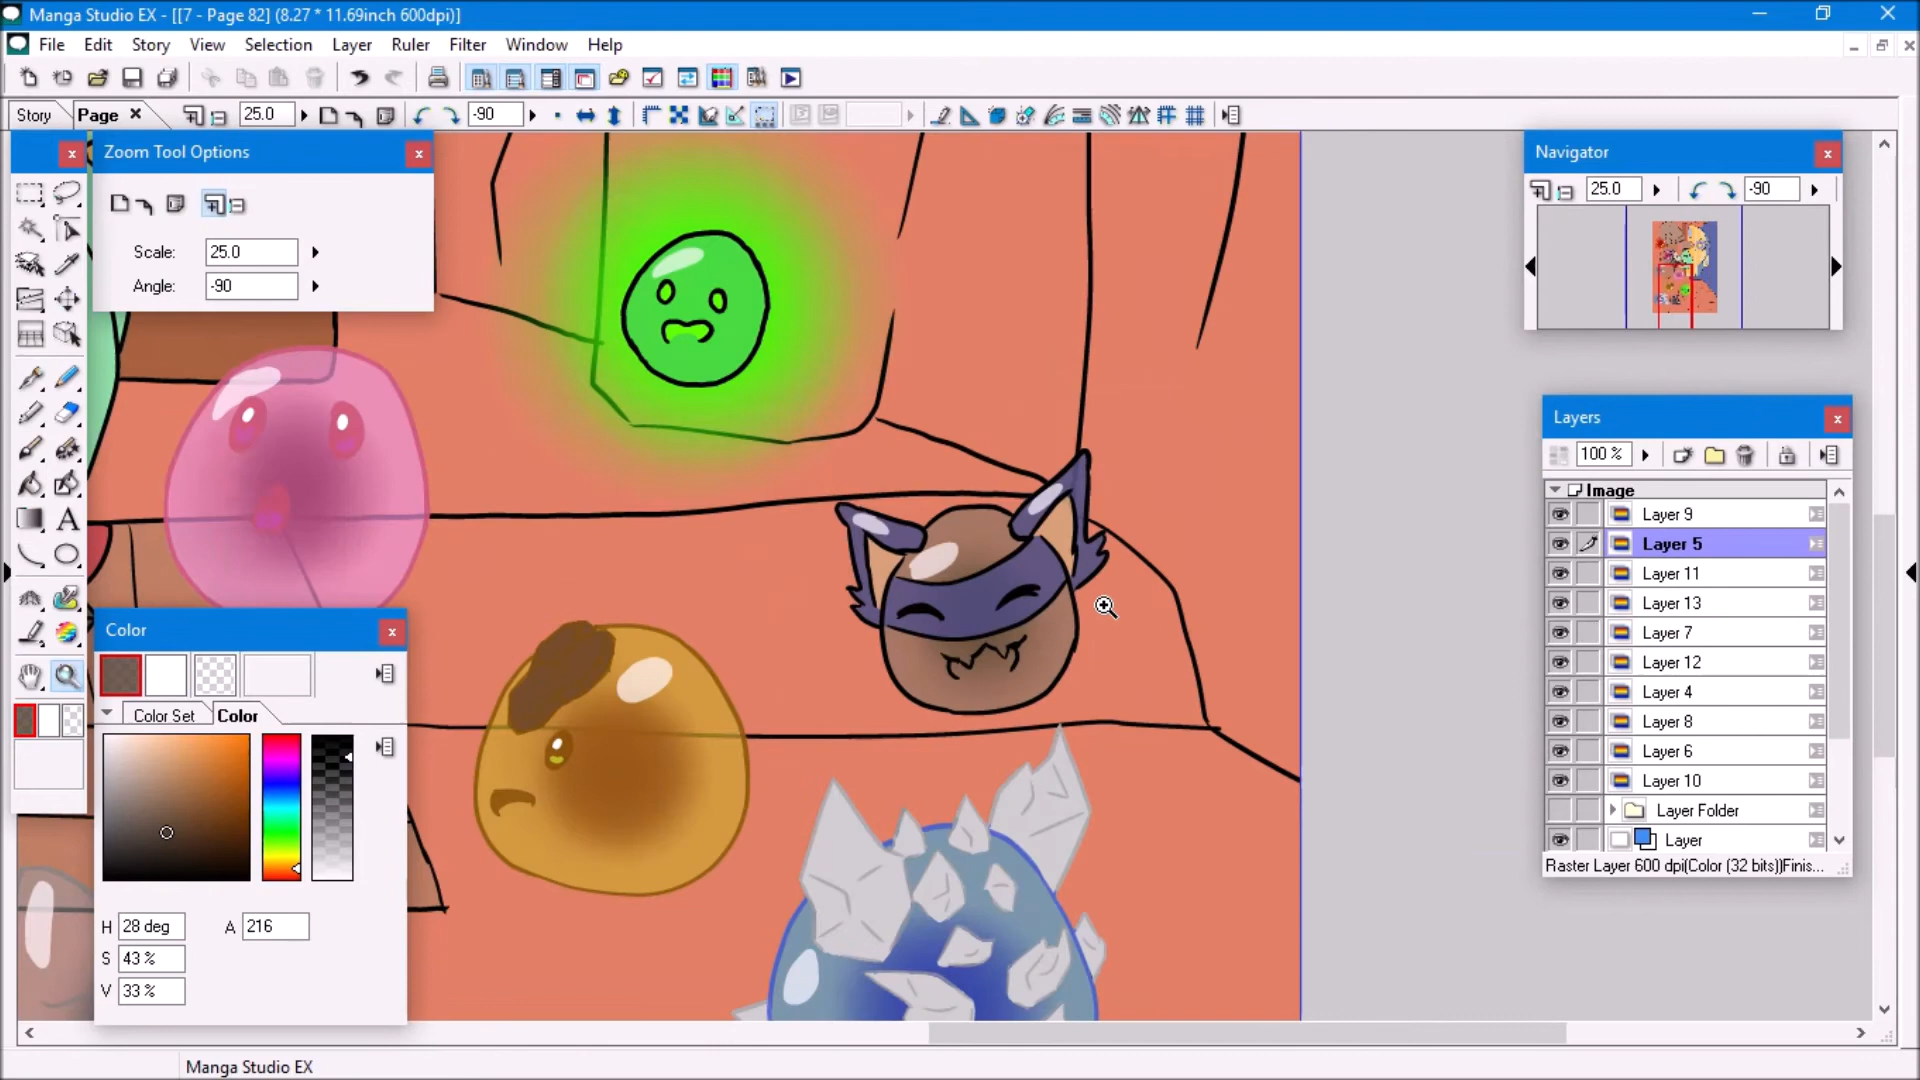 Manga Studio EX - [[7 - Page 82] (8.27 * 11.69inch 600dpi)]
File Edit Story View Selection Layer Ruler Filter Window Help
Story Page 25.0 -90
Zoom Tool Options
Scale: 25.0
Angle: -90
Navigator
25.0 -90
Layers
100 %
Image
Layer 9
Layer 5
Layer 11
Layer 13
Layer 7
Layer 12
Layer 4
Layer 8
Layer 6
Layer 10
Layer Folder
Layer
Raster Layer 600 dpi(Color (32 bits))Finis...
Color
Color Set Color
H 28 deg A 216
S 43 %
V 33 %
Manga Studio EX